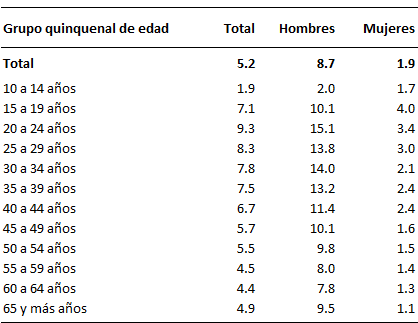 Grupo quinquenal de edad Total Hombres Mujeres
Total 5.2 8.7 1.9
10 a 14 años 1.9 2.0 1.7
15 a 19 años 7.1 10.1 4.0
20 a 24 años 9.3 15.1 3.4
25 a 29 años 8.3 13.8 3.0
30 a 34 años 7.8 14.0 2.1
35 a 39 años 7.5 13.2 2.4
40 a 44 años 6.7 11.4 2.4
45 a 49 años 5.7 10.1 1.6
50 a 54 años 5.5 9.8 1.5
55 a 59 años 4.5 8.0 1.4
60 a 64 años 4.4 7.8 1.3
65 y más años 4.9 9.5 1.1